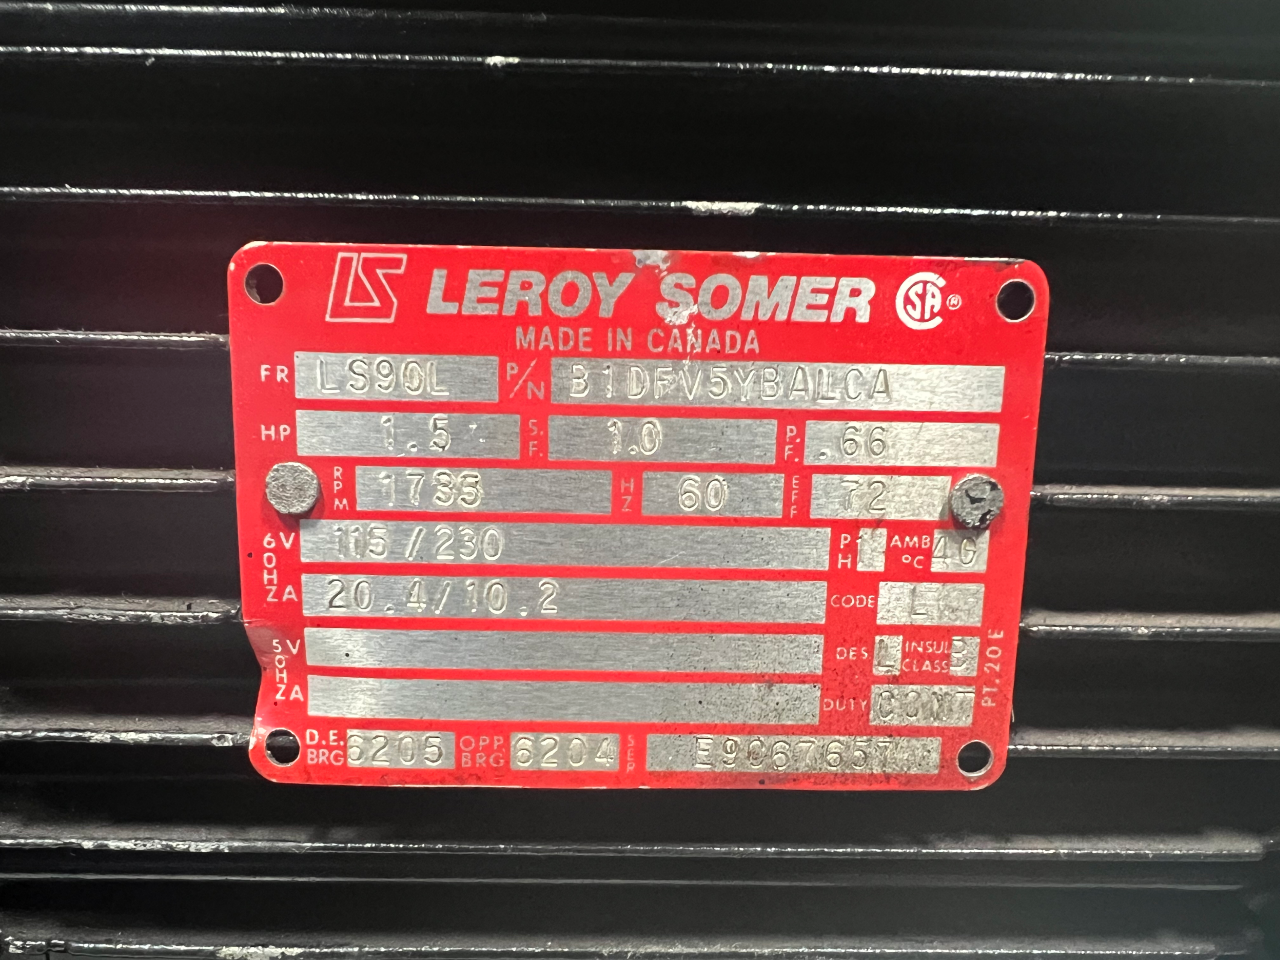 LS LEROY SOMER CSA ®
MADE IN CANADA
FR LS90L P/N B1DFV5YBALCA
HP 1.5 S.F. 1.0 P.F. .66
RPM 1735 HZ 60 EFF 72
60HZ V 115/230 PH 1 AMB °C
A 20.4/10.2 CODE L
50HZ V DES L INSUL CLASS B
A DUTY CONT
PT.20E
D.E. BRG 6205 OPP. BRG 6204 SER E9067657